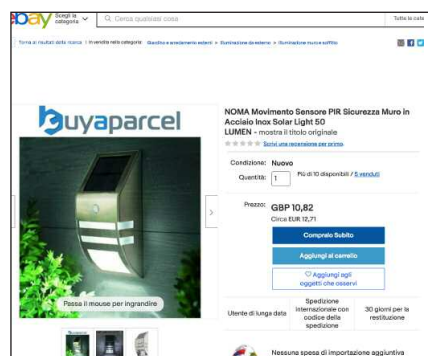 ebay
Scegli la
categoria
Cerca qualsiasi cosa
Tutte le cate
Torna ai risultati della ricerca | In vendita nella categoria: Giardino e arredamento esterni > Illuminazione da esterno > Illuminazione muro e soffitto
buyaparcel
Passa il mouse per ingrandire
NOMA Movimento Sensore PIR Sicurezza Muro in
Acciaio Inox Solar Light 50
LUMEN - mostra il titolo originale
Scrivi una recensione per primo.
Condizione: Nuovo
Quantità: 1 Più di 10 disponibili / 5 venduti
Prezzo: GBP 10,82
Circa EUR 12,71
Compralo Subito
Aggiungi al carrello
Aggiungi agli
oggetti che osservi
Utente di lunga data
Spedizione
internazionale con
codice della
spedizione
30 giorni per la
restituzione
Nessuna spesa di importazione aggiuntiva